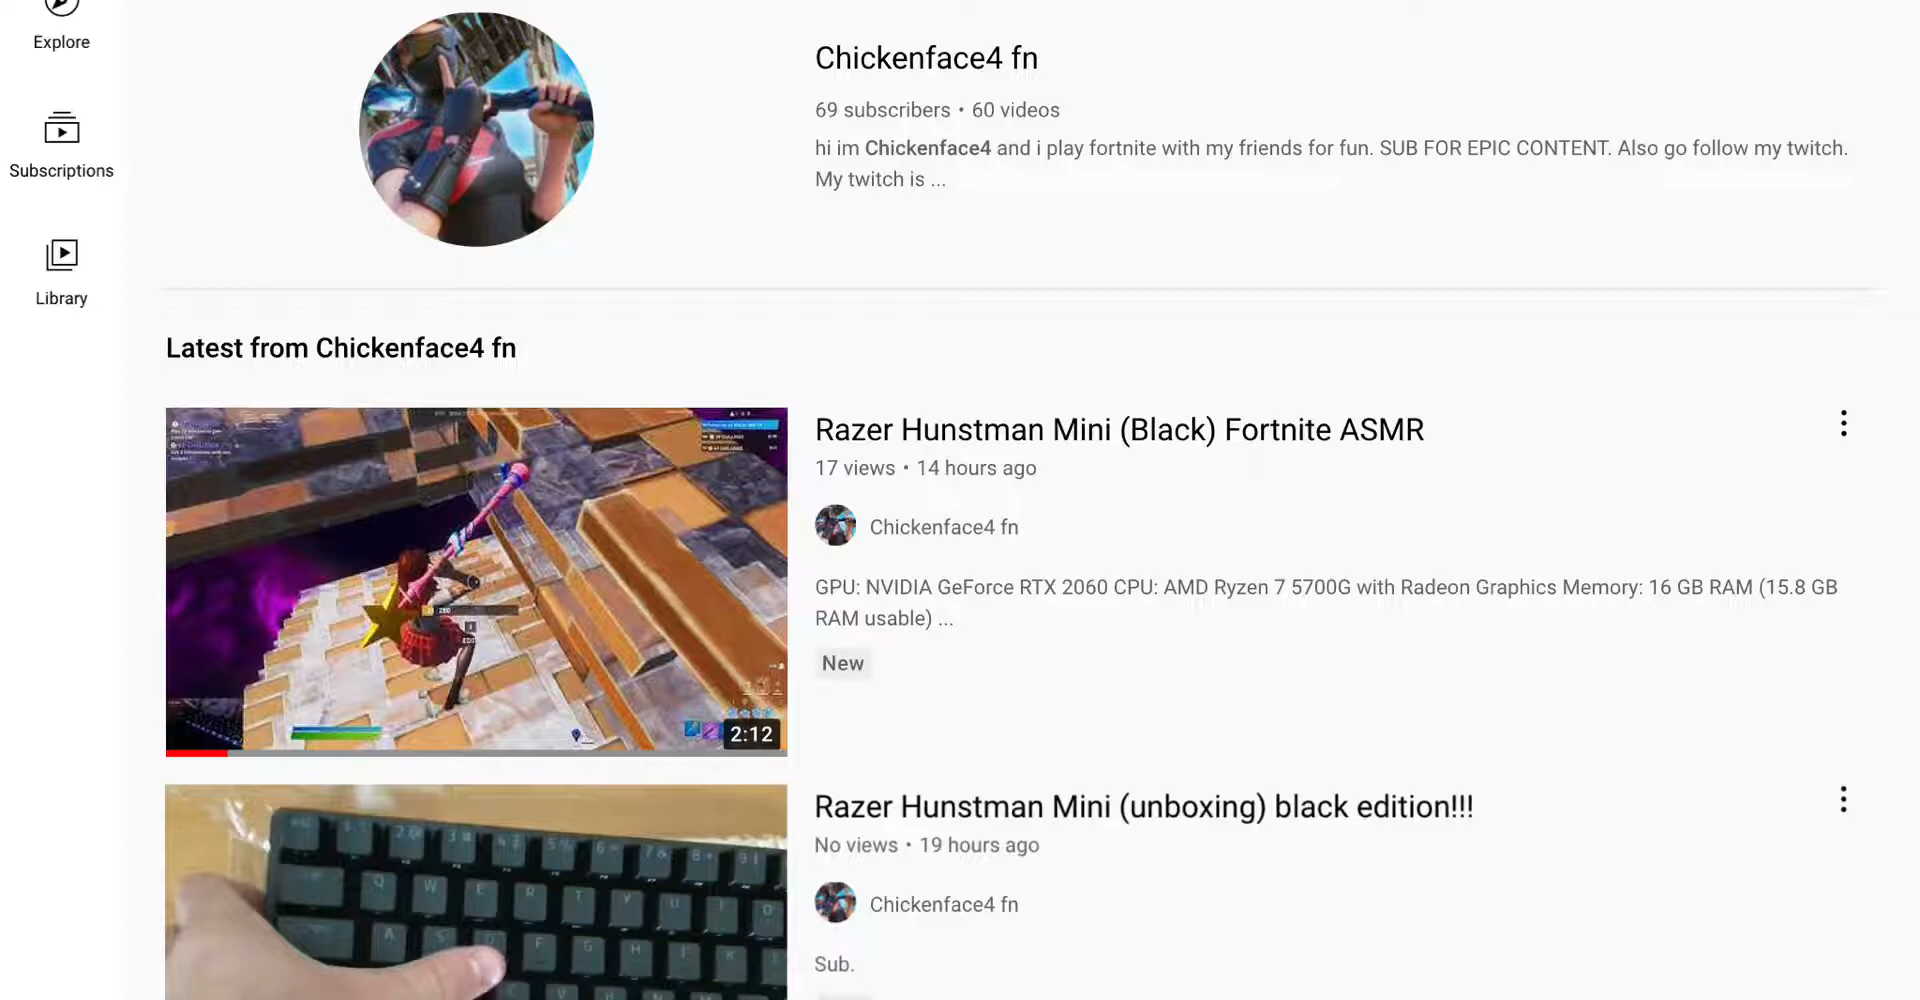 Explore
Subscriptions
Library
Chickenface4 fn
69 subscribers • 60 videos
hi im Chickenface4 and i play fortnite with my friends for fun. SUB FOR EPIC CONTENT. Also go follow my twitch.
My twitch is ...
Latest from Chickenface4 fn
2:12
Razer Hunstman Mini (Black) Fortnite ASMR
17 views • 14 hours ago
Chickenface4 fn
GPU: NVIDIA GeForce RTX 2060 CPU: AMD Ryzen 7 5700G with Radeon Graphics Memory: 16 GB RAM (15.8 GB
RAM usable) ...
New
Razer Hunstman Mini (unboxing) black edition!!!
No views • 19 hours ago
Chickenface4 fn
Sub.
Q W E R T Y U I O
A S D F G H J K